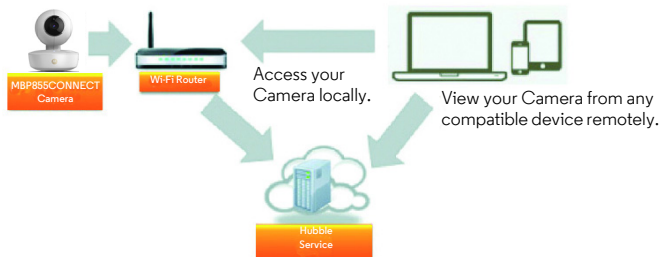 MBP855CONNECT
Camera
Wi-Fi Router
Access your
Camera locally.
View your Camera from any
compatible device remotely.
Hubble
Service